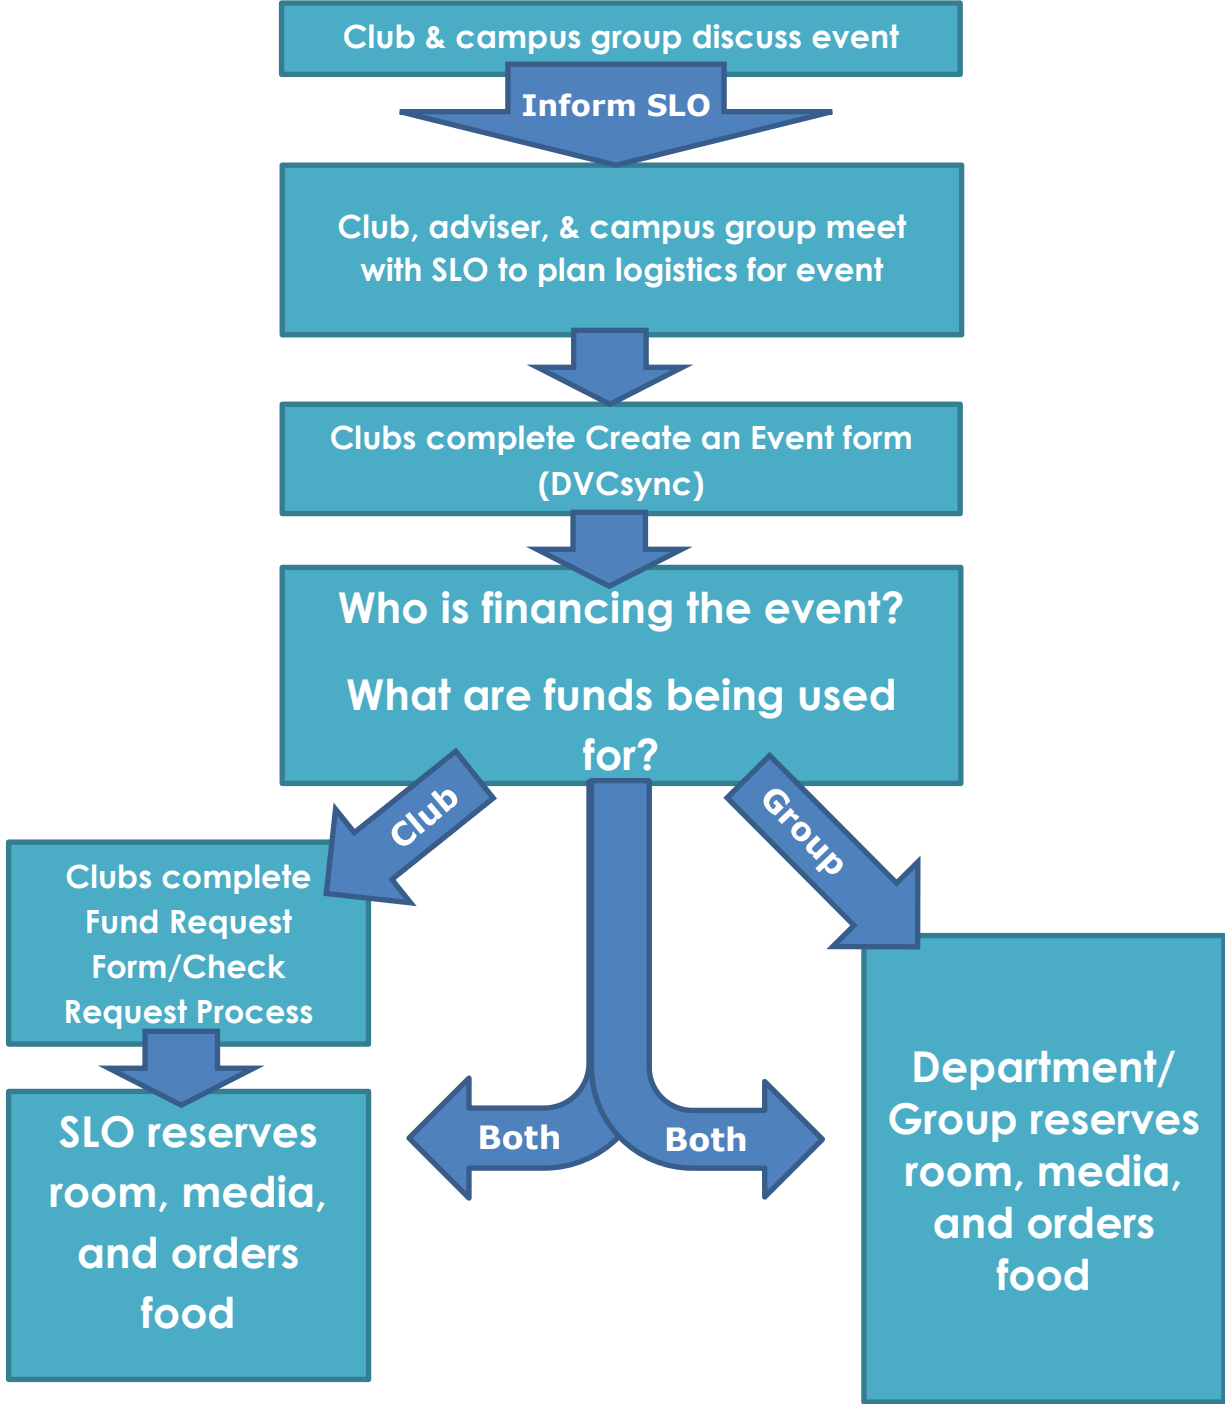 Club & campus group discuss event
Inform SLO
Club, adviser, & campus group meet
with SLO to plan logistics for event
Clubs complete Create an Event form
(DVCsync)
Who is financing the event?
What are funds being used
for?
Club
Group
Clubs complete
Fund Request
Form/Check
Request Process
SLO reserves
room, media,
and orders
food
Both
Both
Department/
Group reserves
room, media,
and orders
food